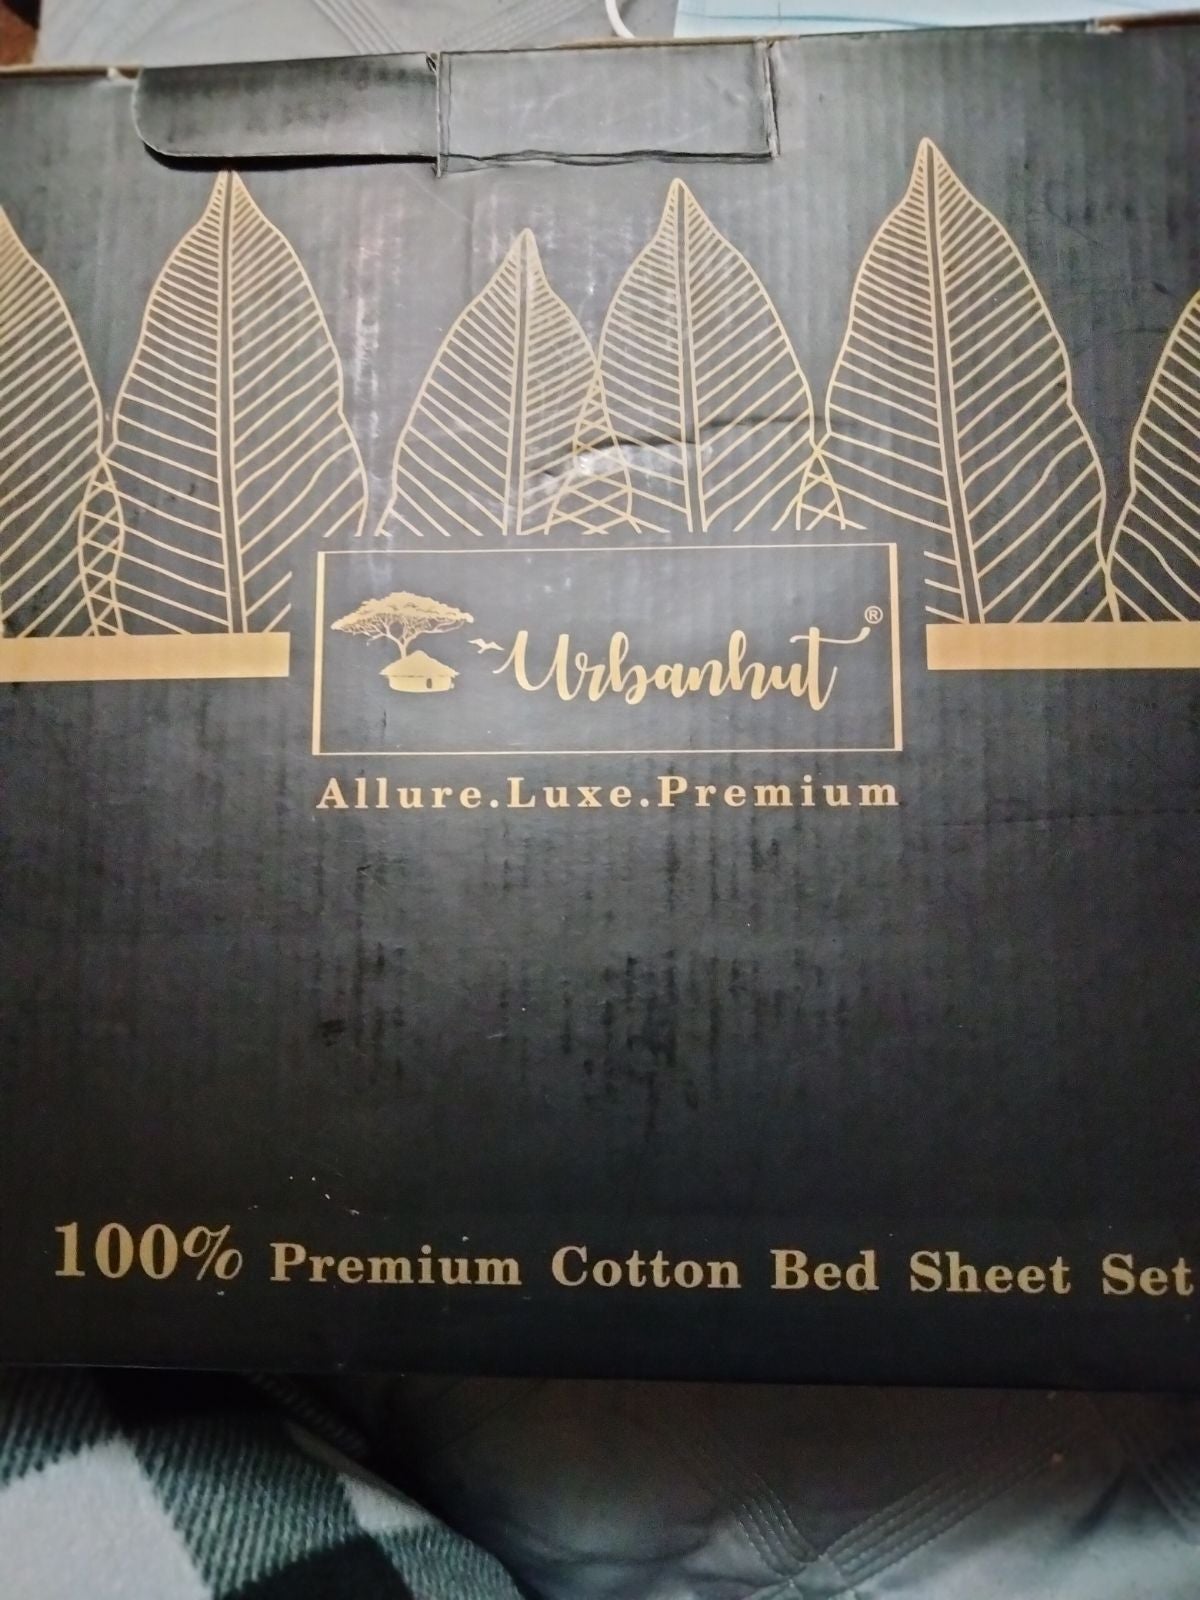 Urbanhut®
Allure.Luxe.Premium
100% Premium Cotton Bed Sheet Set